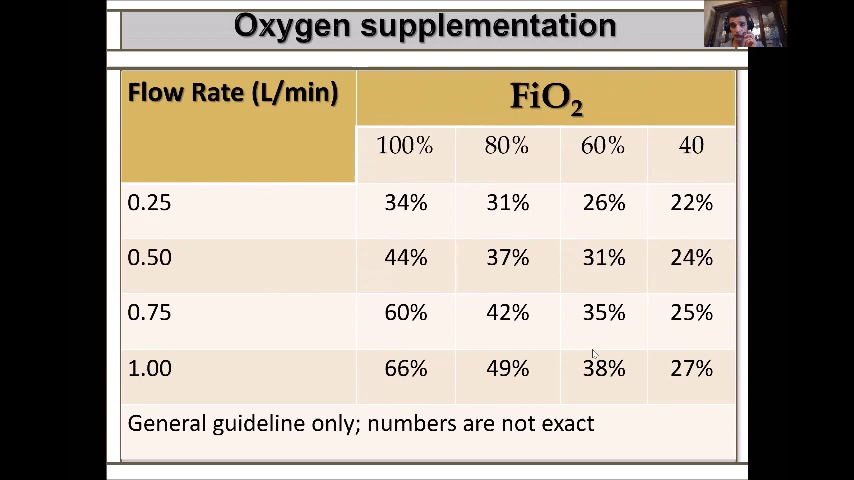 Oxygen supplementation
Flow Rate (L/min) FiO₂
100% 80% 60% 40
0.25 34% 31% 26% 22%
0.50 44% 37% 31% 24%
0.75 60% 42% 35% 25%
1.00 66% 49% 38% 27%
General guideline only; numbers are not exact